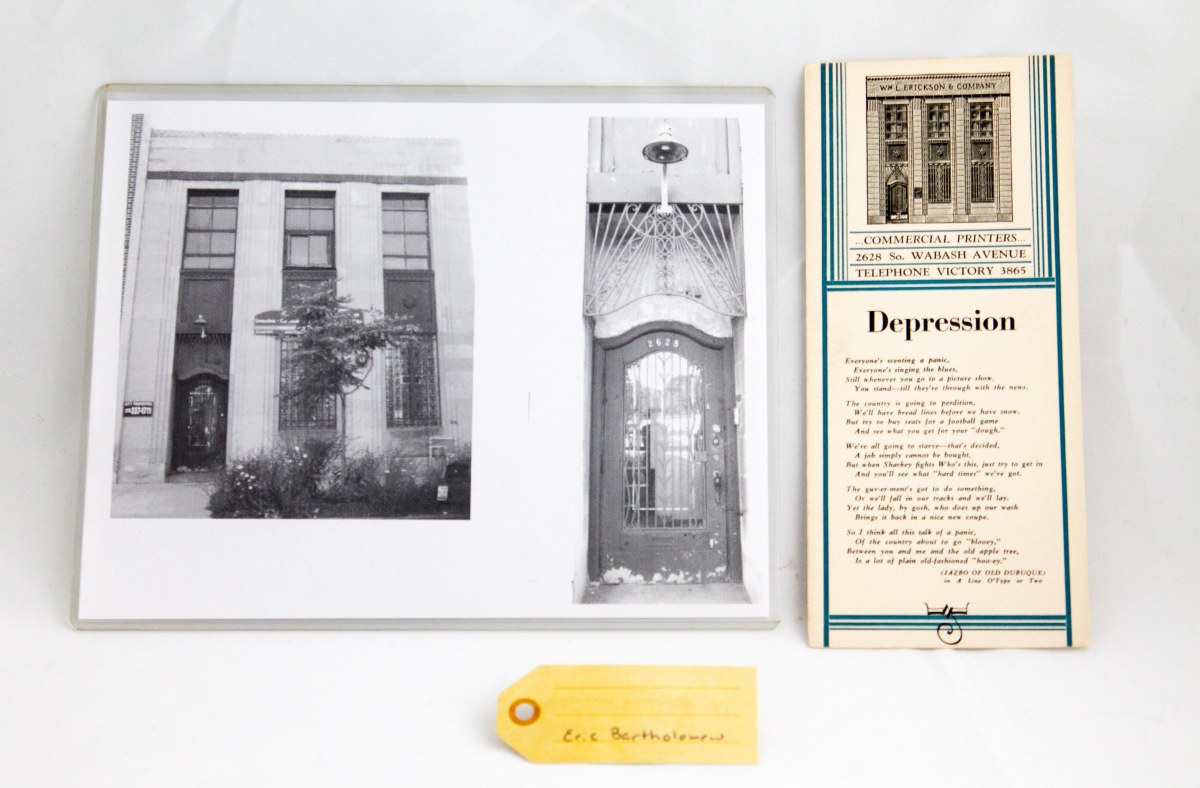 2628
WM L. ERICKSON & COMPANY
...COMMERCIAL PRINTERS...
2628 So. WABASH AVENUE
TELEPHONE VICTORY 3865
Depression
Everyone's scenting a panic,
Everyone's singing the blues,
Still whenever you go to a picture show,
You stand—till they're through with the news.
The country is going to perdition,
We'll have bread lines before we have snow.
But try to buy seats for a football game
And see what you get for your "dough."
We're all going to starve—that's decided,
A job simply cannot be bought,
But when Sharkey fights Who's this, just try to get in
And you'll see what "hard times" we've got.
The guv-er-ment's got to do something,
Or we'll fall in our tracks and we'll lay.
Yet the lady, by gosh, who does up our wash
Brings it back in a nice new coupe.
So I think all this talk of a panic,
Of the country about to go "blooey,"
Between you and me and the old apple tree,
Is a lot of plain old-fashioned "hoo-ey."
(JAZBO OF OLD DUBUQUE)
in A Line O'Type or Two
Eric Bartholomew